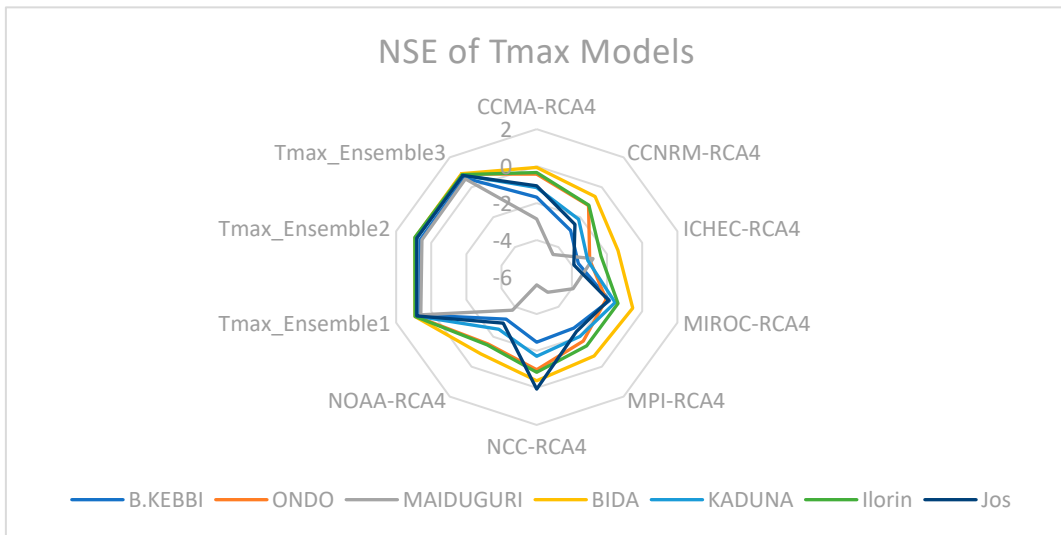 NSE of Tmax Models
CCMA-RCA4
CCNRM-RCA4
ICHEC-RCA4
MIROC-RCA4
MPI-RCA4
NCC-RCA4
NOAA-RCA4
Tmax_Ensemble1
Tmax_Ensemble2
Tmax_Ensemble3
2
0
-2
-4
-6
B.KEBBI ONDO MAIDUGURI BIDA KADUNA Ilorin Jos